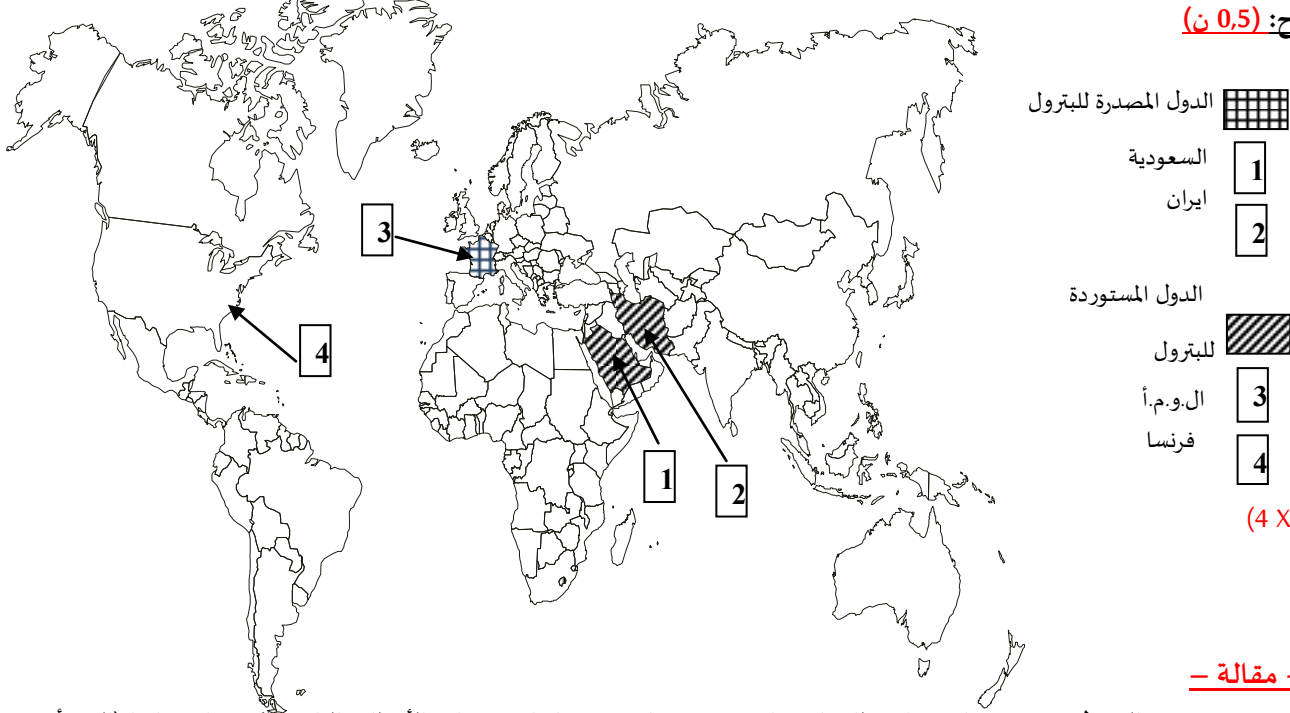 ح: (0,5 ن)
الدول المصدرة للبترول
1 السعودية
ايران
2
الدول المستوردة
للبترول
3 ال.و.م.أ
فرنسا
4
(4 X
3
4
1
2
- مقالة –